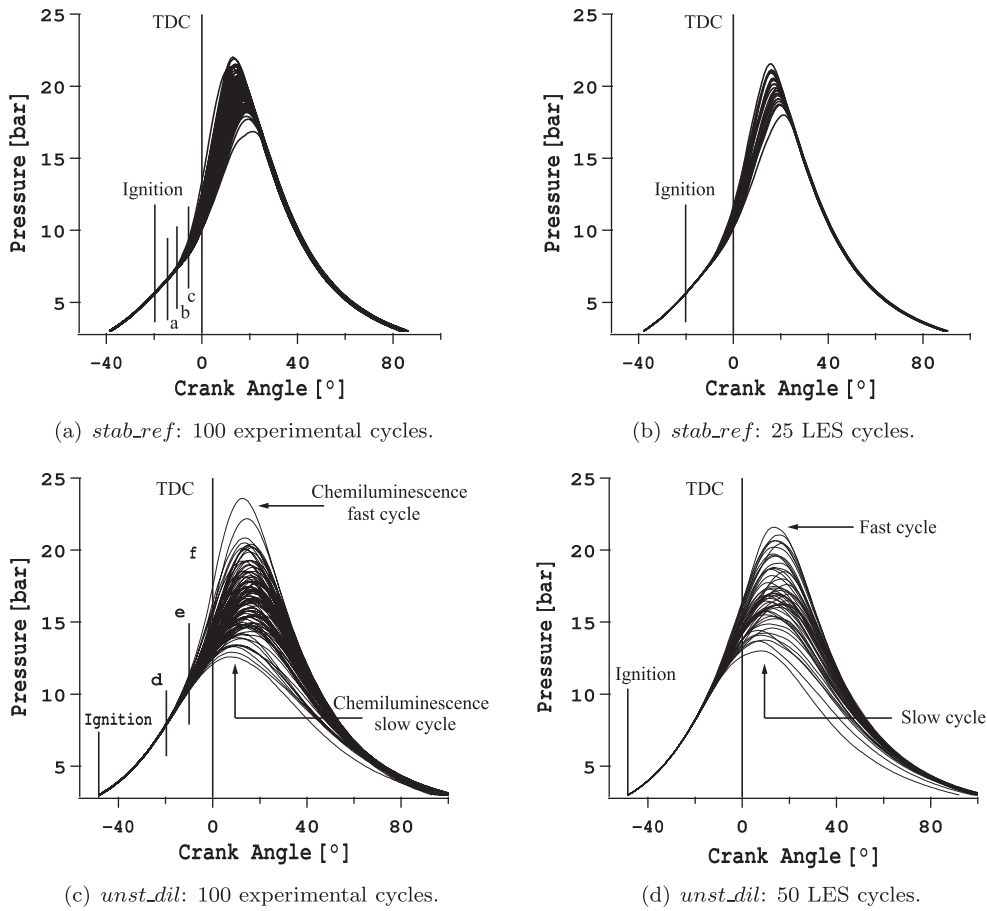 25
20
15
10
5
Pressure [bar]
TDC
Ignition
a
b
c
-40
0
40
80
Crank Angle [°]
(a) stab_ref: 100 experimental cycles.
25
20
15
10
5
Pressure [bar]
TDC
Ignition
-40
0
40
80
Crank Angle [°]
(b) stab_ref: 25 LES cycles.
25
20
15
10
5
Pressure [bar]
TDC
Chemiluminescence
fast cycle
f
e
d
Ignition
Chemiluminescence
slow cycle
-40
0
40
80
Crank Angle [°]
(c) unst_dil: 100 experimental cycles.
25
20
15
10
5
Pressure [bar]
TDC
Fast cycle
Ignition
Slow cycle
-40
0
40
80
Crank Angle [°]
(d) unst_dil: 50 LES cycles.